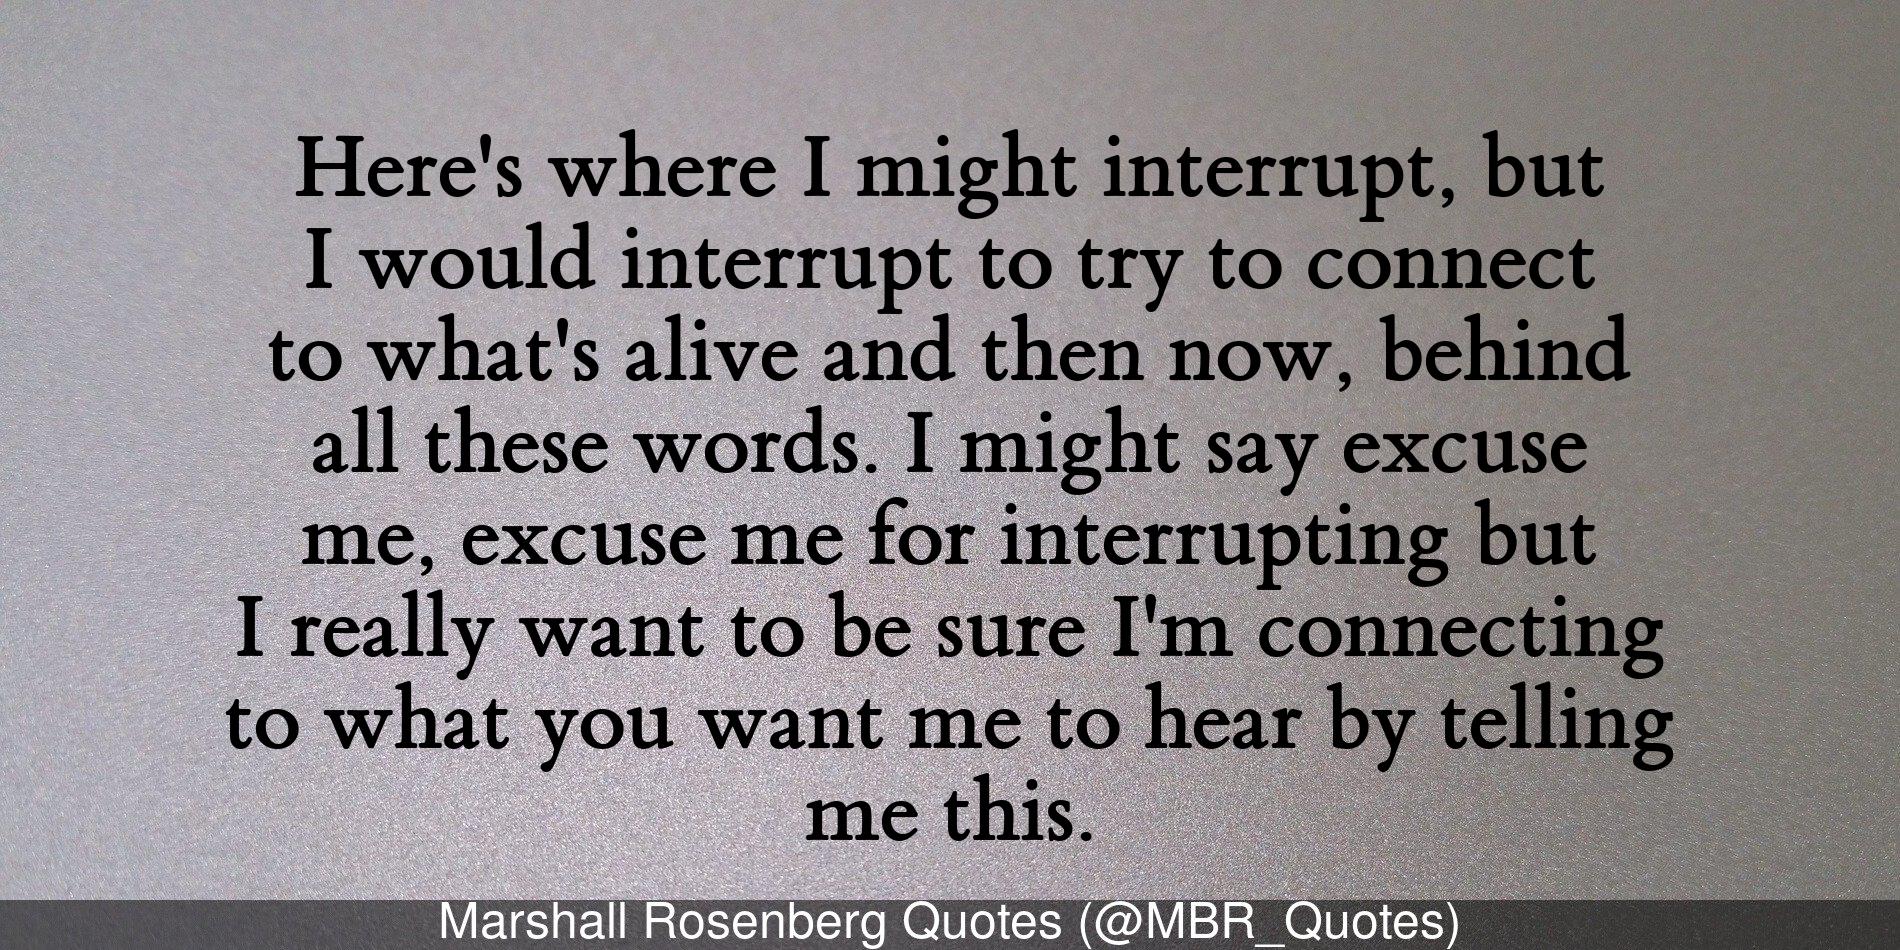 Here's where I might interrupt, but
I would interrupt to try to connect
to what's alive and then now, behind
all these words. I might say excuse
me, excuse me for interrupting but
I really want to be sure I'm connecting
to what you want me to hear by telling
me this.
Marshall Rosenberg Quotes (@MBR_Quotes)